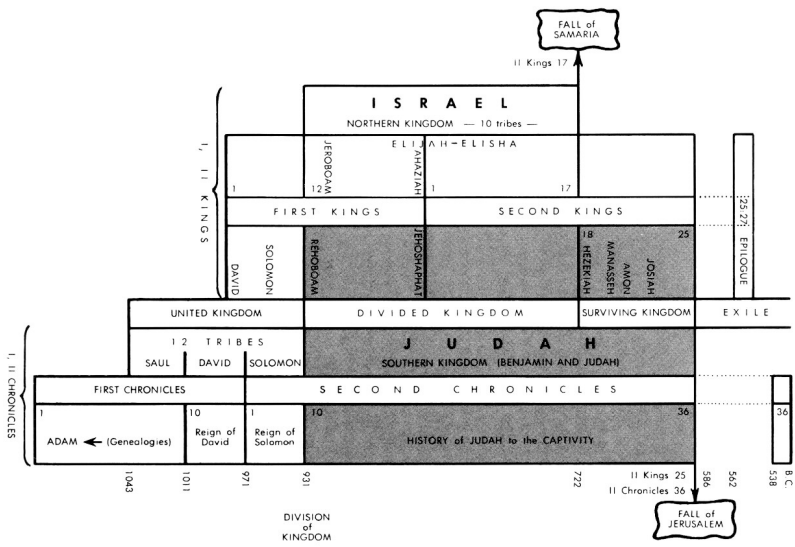 FALL of
SAMARIA
II Kings 17
I S R A E L
NORTHERN KINGDOM — 10 tribes —
ELIJAH—ELISHA
I, II KINGS
JEROBOAM
AHAZIAH
1
12
1
17
FIRST KINGS
SECOND KINGS
25:27
DAVID
SOLOMON
REHOBOAM
JEHOSHAPHAT
18
HEZEKIAH
MANASSEH
AMON
JOSIAH
25
EPILOGUE
UNITED KINGDOM
DIVIDED KINGDOM
SURVIVING KINGDOM
EXILE
I, II CHRONICLES
12 TRIBES
SAUL
DAVID
SOLOMON
J U D A H
SOUTHERN KINGDOM (BENJAMIN AND JUDAH)
FIRST CHRONICLES
SECOND CHRONICLES
1
ADAM (Genealogies)
10
Reign of
David
1
Reign of
Solomon
10
36
HISTORY of JUDAH to the CAPTIVITY
36
1043
1011
971
931
722
II Kings 25
II Chronicles 36
586
562
538
B.C.
DIVISION
of
KINGDOM
FALL of
JERUSALEM